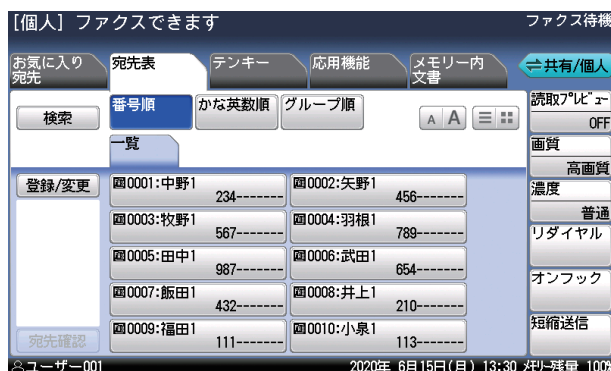 [個人] ファクスできます
ファクス待機
お気に入り
宛先
宛先表
テンキー
応用機能
メモリー内
文書
共有/個人
検索
番号順
かな英数順
グループ順
A
A
一覧
読取プレビュー
OFF
画質
高画質
濃度
普通
リダイヤル
オンフック
短縮送信
登録/変更
0001:中野1
234-------
0002:矢野1
456-------
0003:牧野1
567-------
0004:羽根1
789-------
0005:田中1
987-------
0006:武田1
654-------
0007:飯田1
432-------
0008:井上1
210-------
0009:福田1
111-------
0010:小泉1
113-------
宛先確認
ユーザー001
2020年 6月15日(月) 13:30 メモリー残量 100%